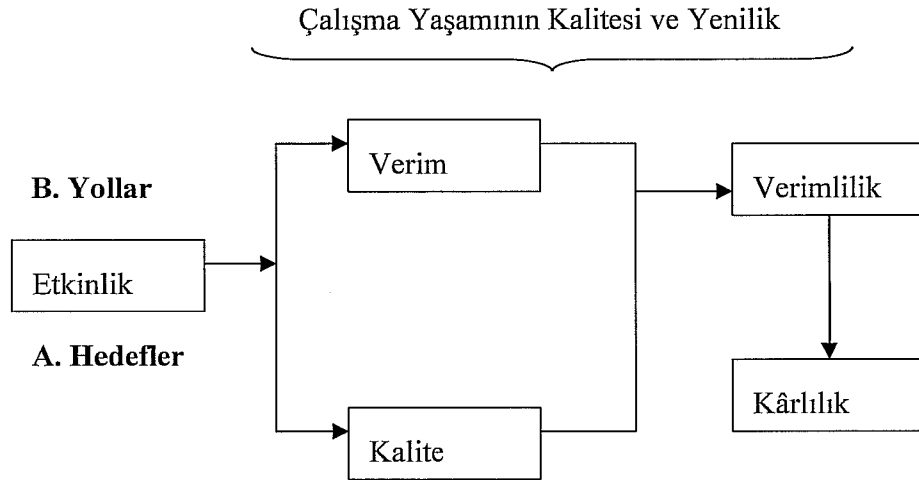 Çalışma Yaşamının Kalitesi ve Yenilik
Verim
B. Yollar
Verimlilik
Etkinlik
A. Hedefler
Kârlılık
Kalite